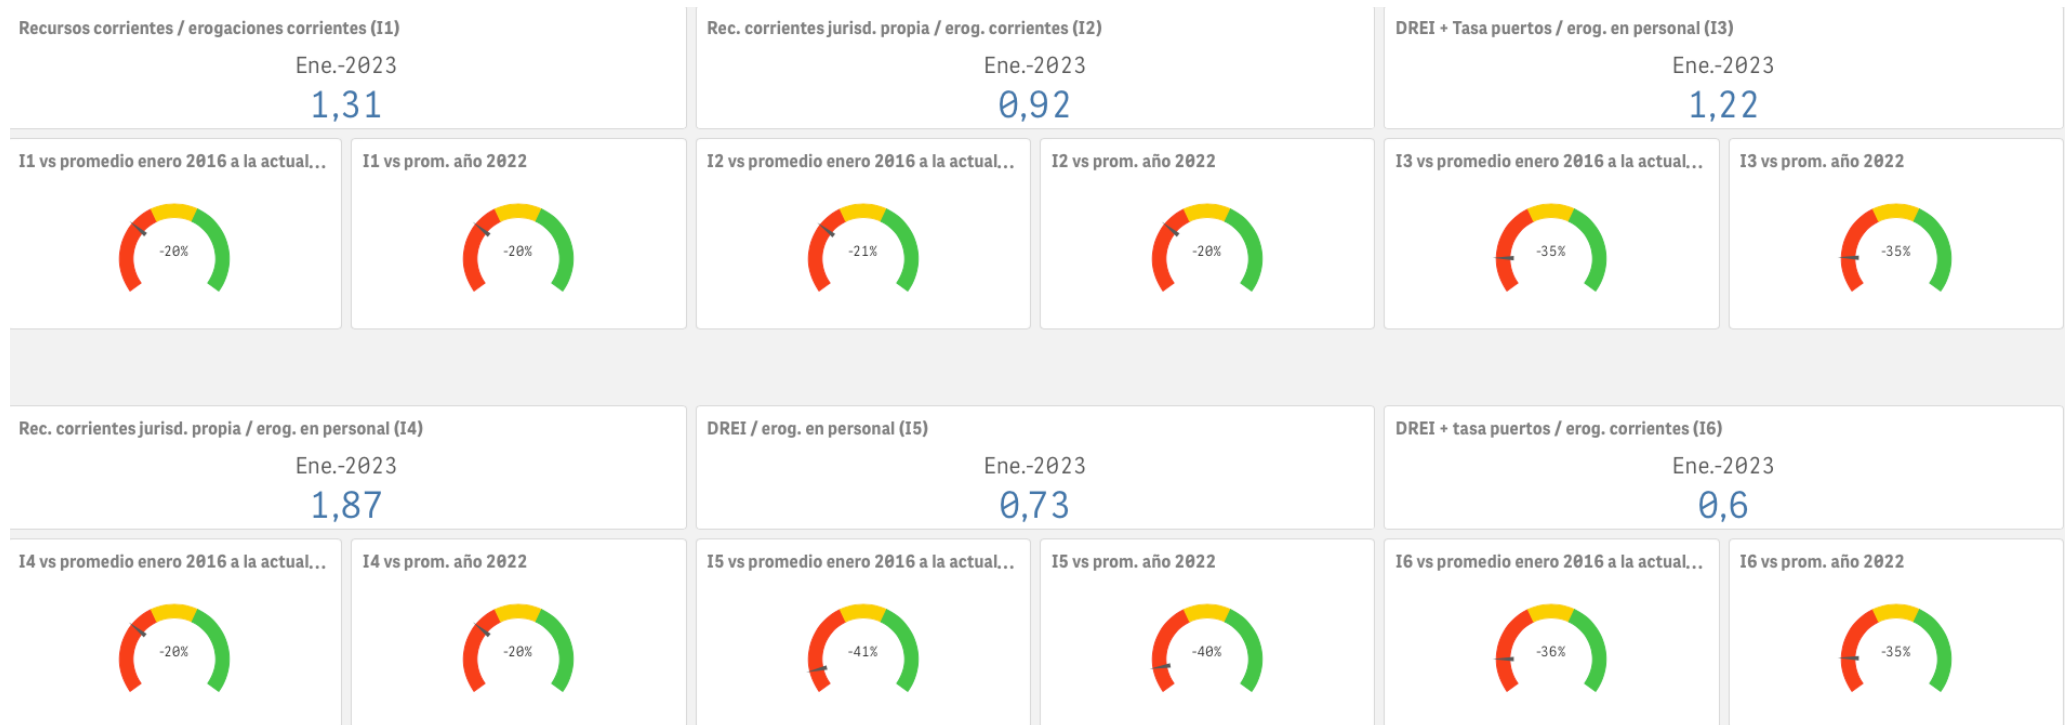 Recursos corrientes / erogaciones corrientes (I1)
Ene.-2023
1,31
Rec. corrientes jurisd. propia / erog. corrientes (I2)
Ene.-2023
0,92
DREI + Tasa puertos / erog. en personal (I3)
Ene.-2023
1,22
I1 vs promedio enero 2016 a la actual...
-20%
I1 vs prom. año 2022
-20%
I2 vs promedio enero 2016 a la actual...
-21%
I2 vs prom. año 2022
-20%
I3 vs promedio enero 2016 a la actual...
-35%
I3 vs prom. año 2022
-35%
Rec. corrientes jurisd. propia / erog. en personal (I4)
Ene.-2023
1,87
DREI / erog. en personal (I5)
Ene.-2023
0,73
DREI + tasa puertos / erog. corrientes (I6)
Ene.-2023
0,6
I4 vs promedio enero 2016 a la actual...
-20%
I4 vs prom. año 2022
-20%
I5 vs promedio enero 2016 a la actual...
-41%
I5 vs prom. año 2022
-40%
I6 vs promedio enero 2016 a la actual...
-36%
I6 vs prom. año 2022
-35%